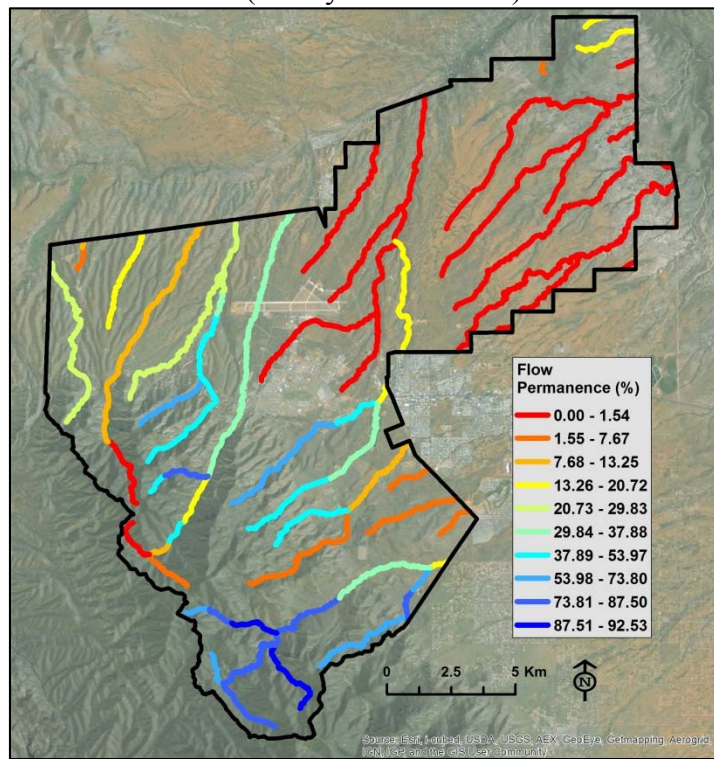 Flow
Permanence (%)
0.00 - 1.54
1.55 - 7.67
7.68 - 13.25
13.26 - 20.72
20.73 - 29.83
29.84 - 37.88
37.89 - 53.97
53.98 - 73.80
73.81 - 87.50
87.51 - 92.53
0 2.5 5 Km
N
Source: Esri, i-cubed, USDA, USGS, AEX, GeoEye, Getmapping, Aerogrid,
IGN, IGP, and the GIS User Community